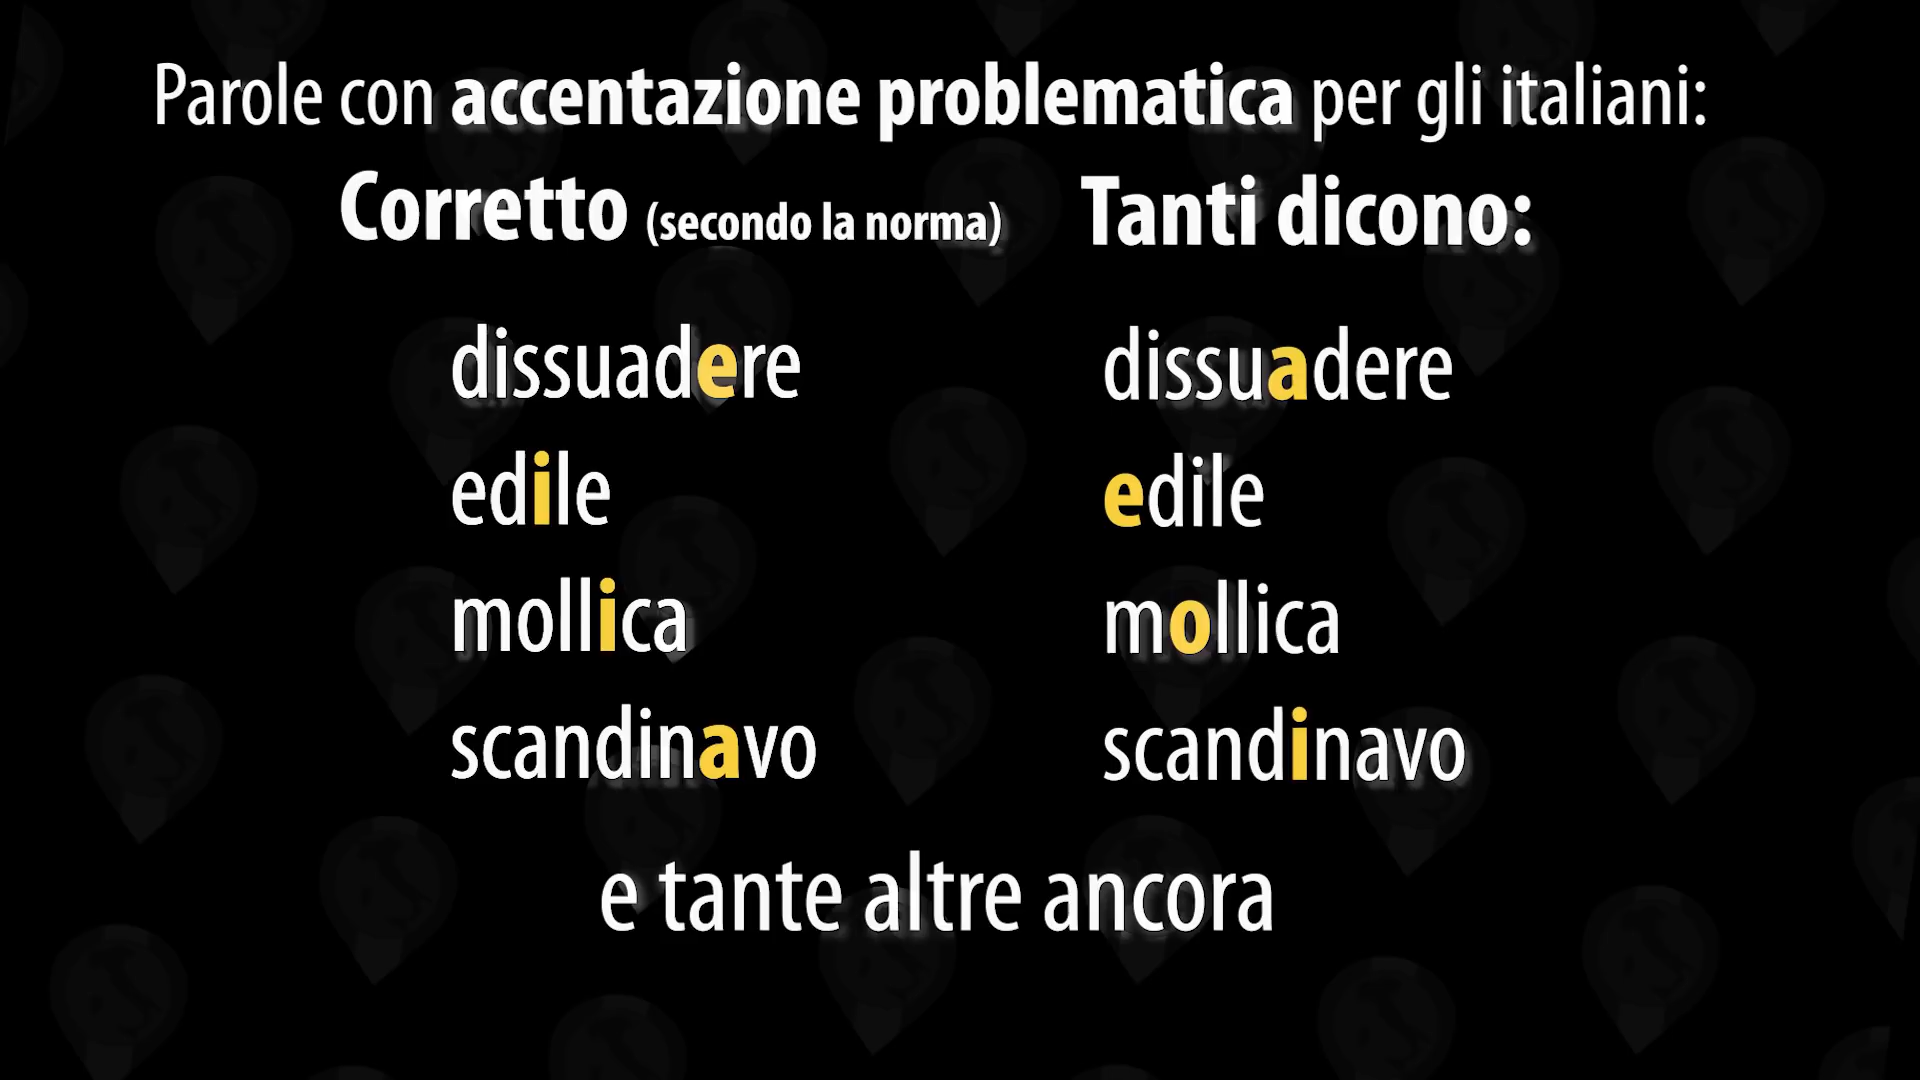 Parole con accentazione problematica per gli italiani:
Corretto (secondo la norma) Tanti dicono:
dissuadere dissuadere
edile edile
mollica mollica
scandinavo scandinavo
e tante altre ancora